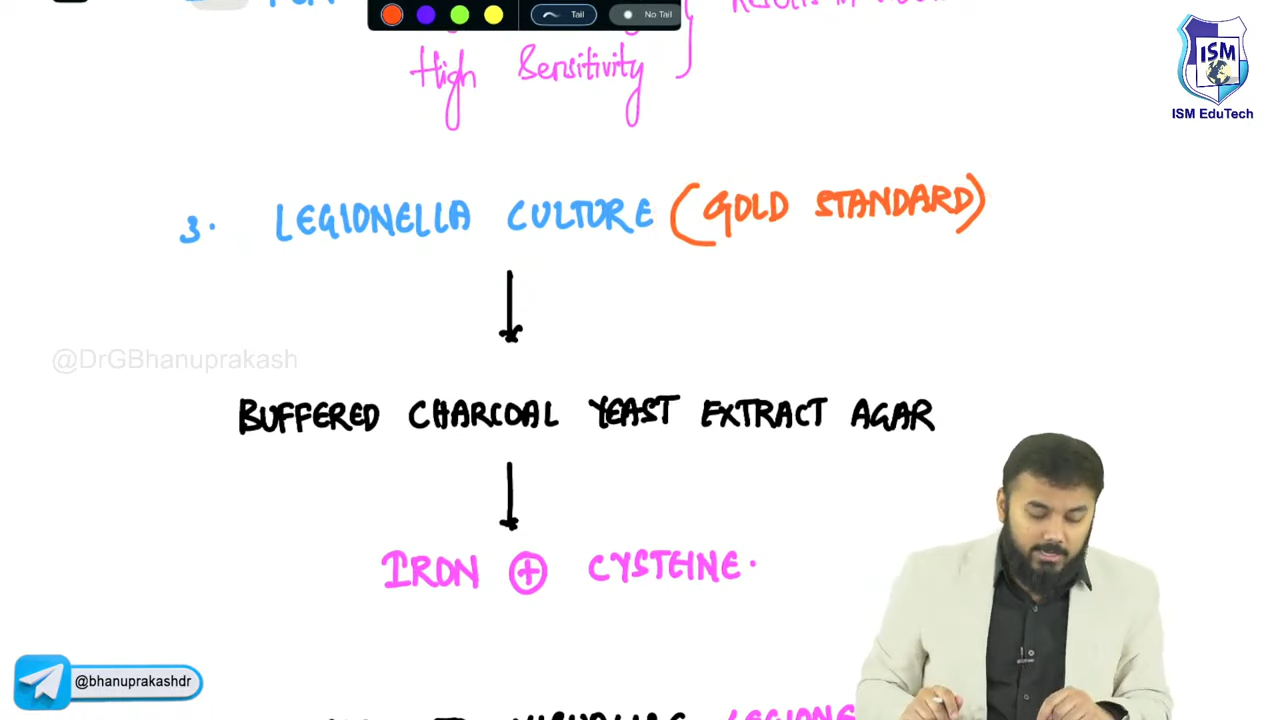 Tail
No Tail
High Sensitivity
ISM
ISM EduTech
3. LEGIONELLA CULTURE (GOLD STANDARD)
@DrGBhanuprakash
BUFFERED CHARCOAL YEAST EXTRACT AGAR
IRON + CYSTEINE.
@bhanuprakashdr